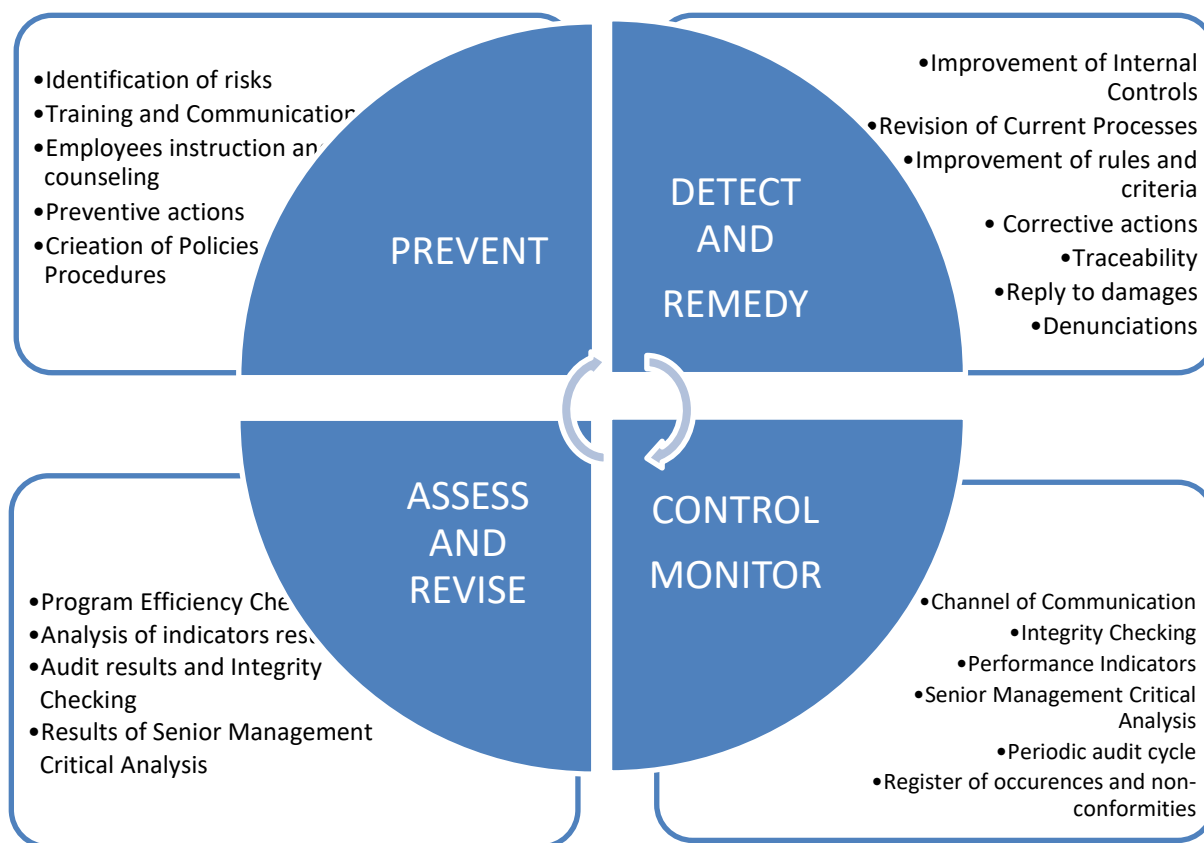 •Identification of risks
•Training and Communication
•Employees instruction and
counseling
•Preventive actions
•Crieation of Policies
Procedures
PREVENT
DETECT
AND
REMEDY
•Improvement of Internal
Controls
•Revision of Current Processes
•Improvement of rules and
criteria
• Corrective actions
•Traceability
•Reply to damages
•Denunciations
ASSESS
AND
REVISE
•Program Efficiency
•Analysis of indicators
•Audit results and Integrity
Checking
•Results of Senior Management
Critical Analysis
CONTROL
MONITOR
•Channel of Communication
•Integrity Checking
•Performance Indicators
•Senior Management Critical
Analysis
•Periodic audit cycle
•Register of occurences and non-
conformities